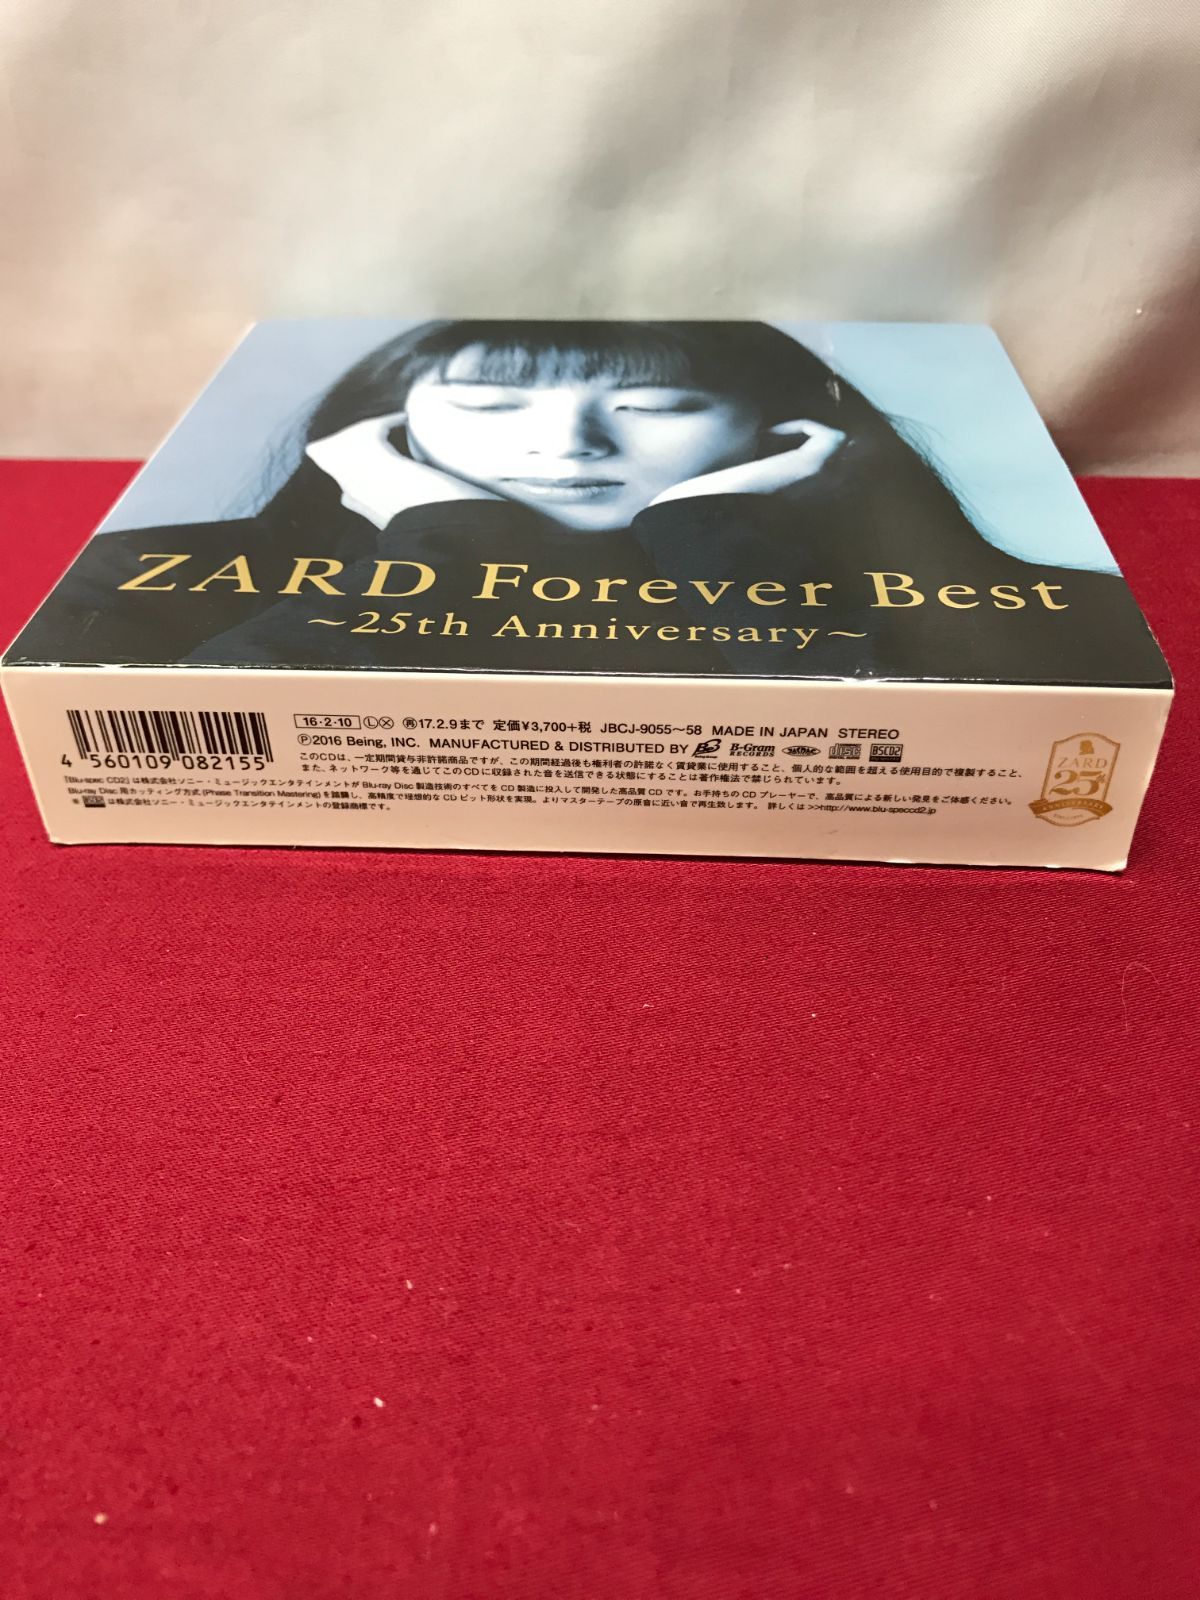 ZARD Forever Best
~25th Anniversary~
4 560109 082155
16・2・10 Ⓛ Ⓧ ㊢17.2.9まで 定価¥3,700+税 JBCJ-9055~58 MADE IN JAPAN STEREO
Ⓟ2016 Being, INC. MANUFACTURED & DISTRIBUTED BY B-Gram RECORDS BSCD2
このCDは、一定期間貸与非許諾商品ですが、この期間経過後も権利者の許諾なく賃貸業に使用すること、個人的な範囲を超える使用目的で複製すること、
また、ネットワーク等を通じてこのCDに収録された音を送信できる状態にすることは著作権法で禁じられています。
「Blu-spec CD2」は株式会社ソニー・ミュージックエンタテインメントがBlu-ray Disc製造技術のすべてをCD製造に投入して開発した高品質CDです。お手持ちのCDプレーヤーで、高品質による新しい発見をご体感ください。
Blu-ray Disc用カッティング方式(Phase Transition Mastering)を搭載し、高精度で理想的なCDビット形状を実現。よりマスターテープの原音に近い音で再生致します。 詳しくは>>http://www.blu-speccd2.jp
は株式会社ソニー・ミュージックエンタテインメントの登録商標です。
ZARD
25th
ANNIVERSARY